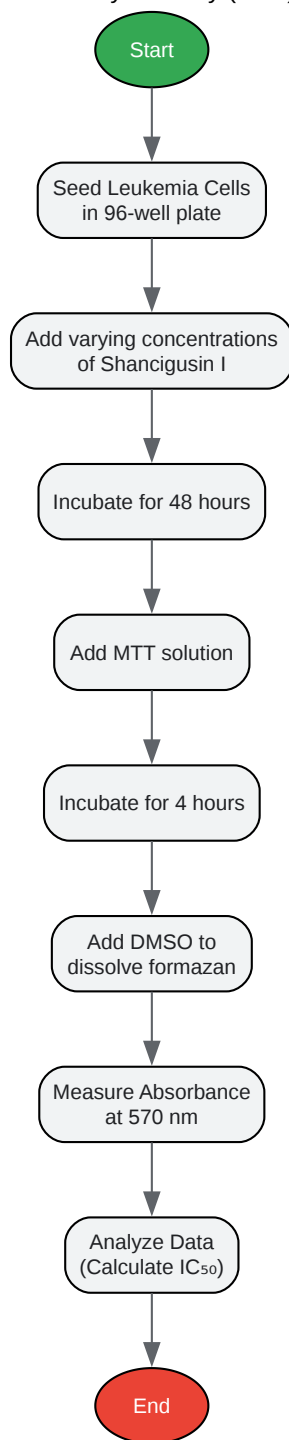 Start
Seed Leukemia Cells
in 96-well plate
Add varying concentrations
of Shancigusin I
Incubate for 48 hours
Add MTT solution
Incubate for 4 hours
Add DMSO to
dissolve formazan
Measure Absorbance
at 570 nm
Analyze Data
(Calculate IC₅₀)
End